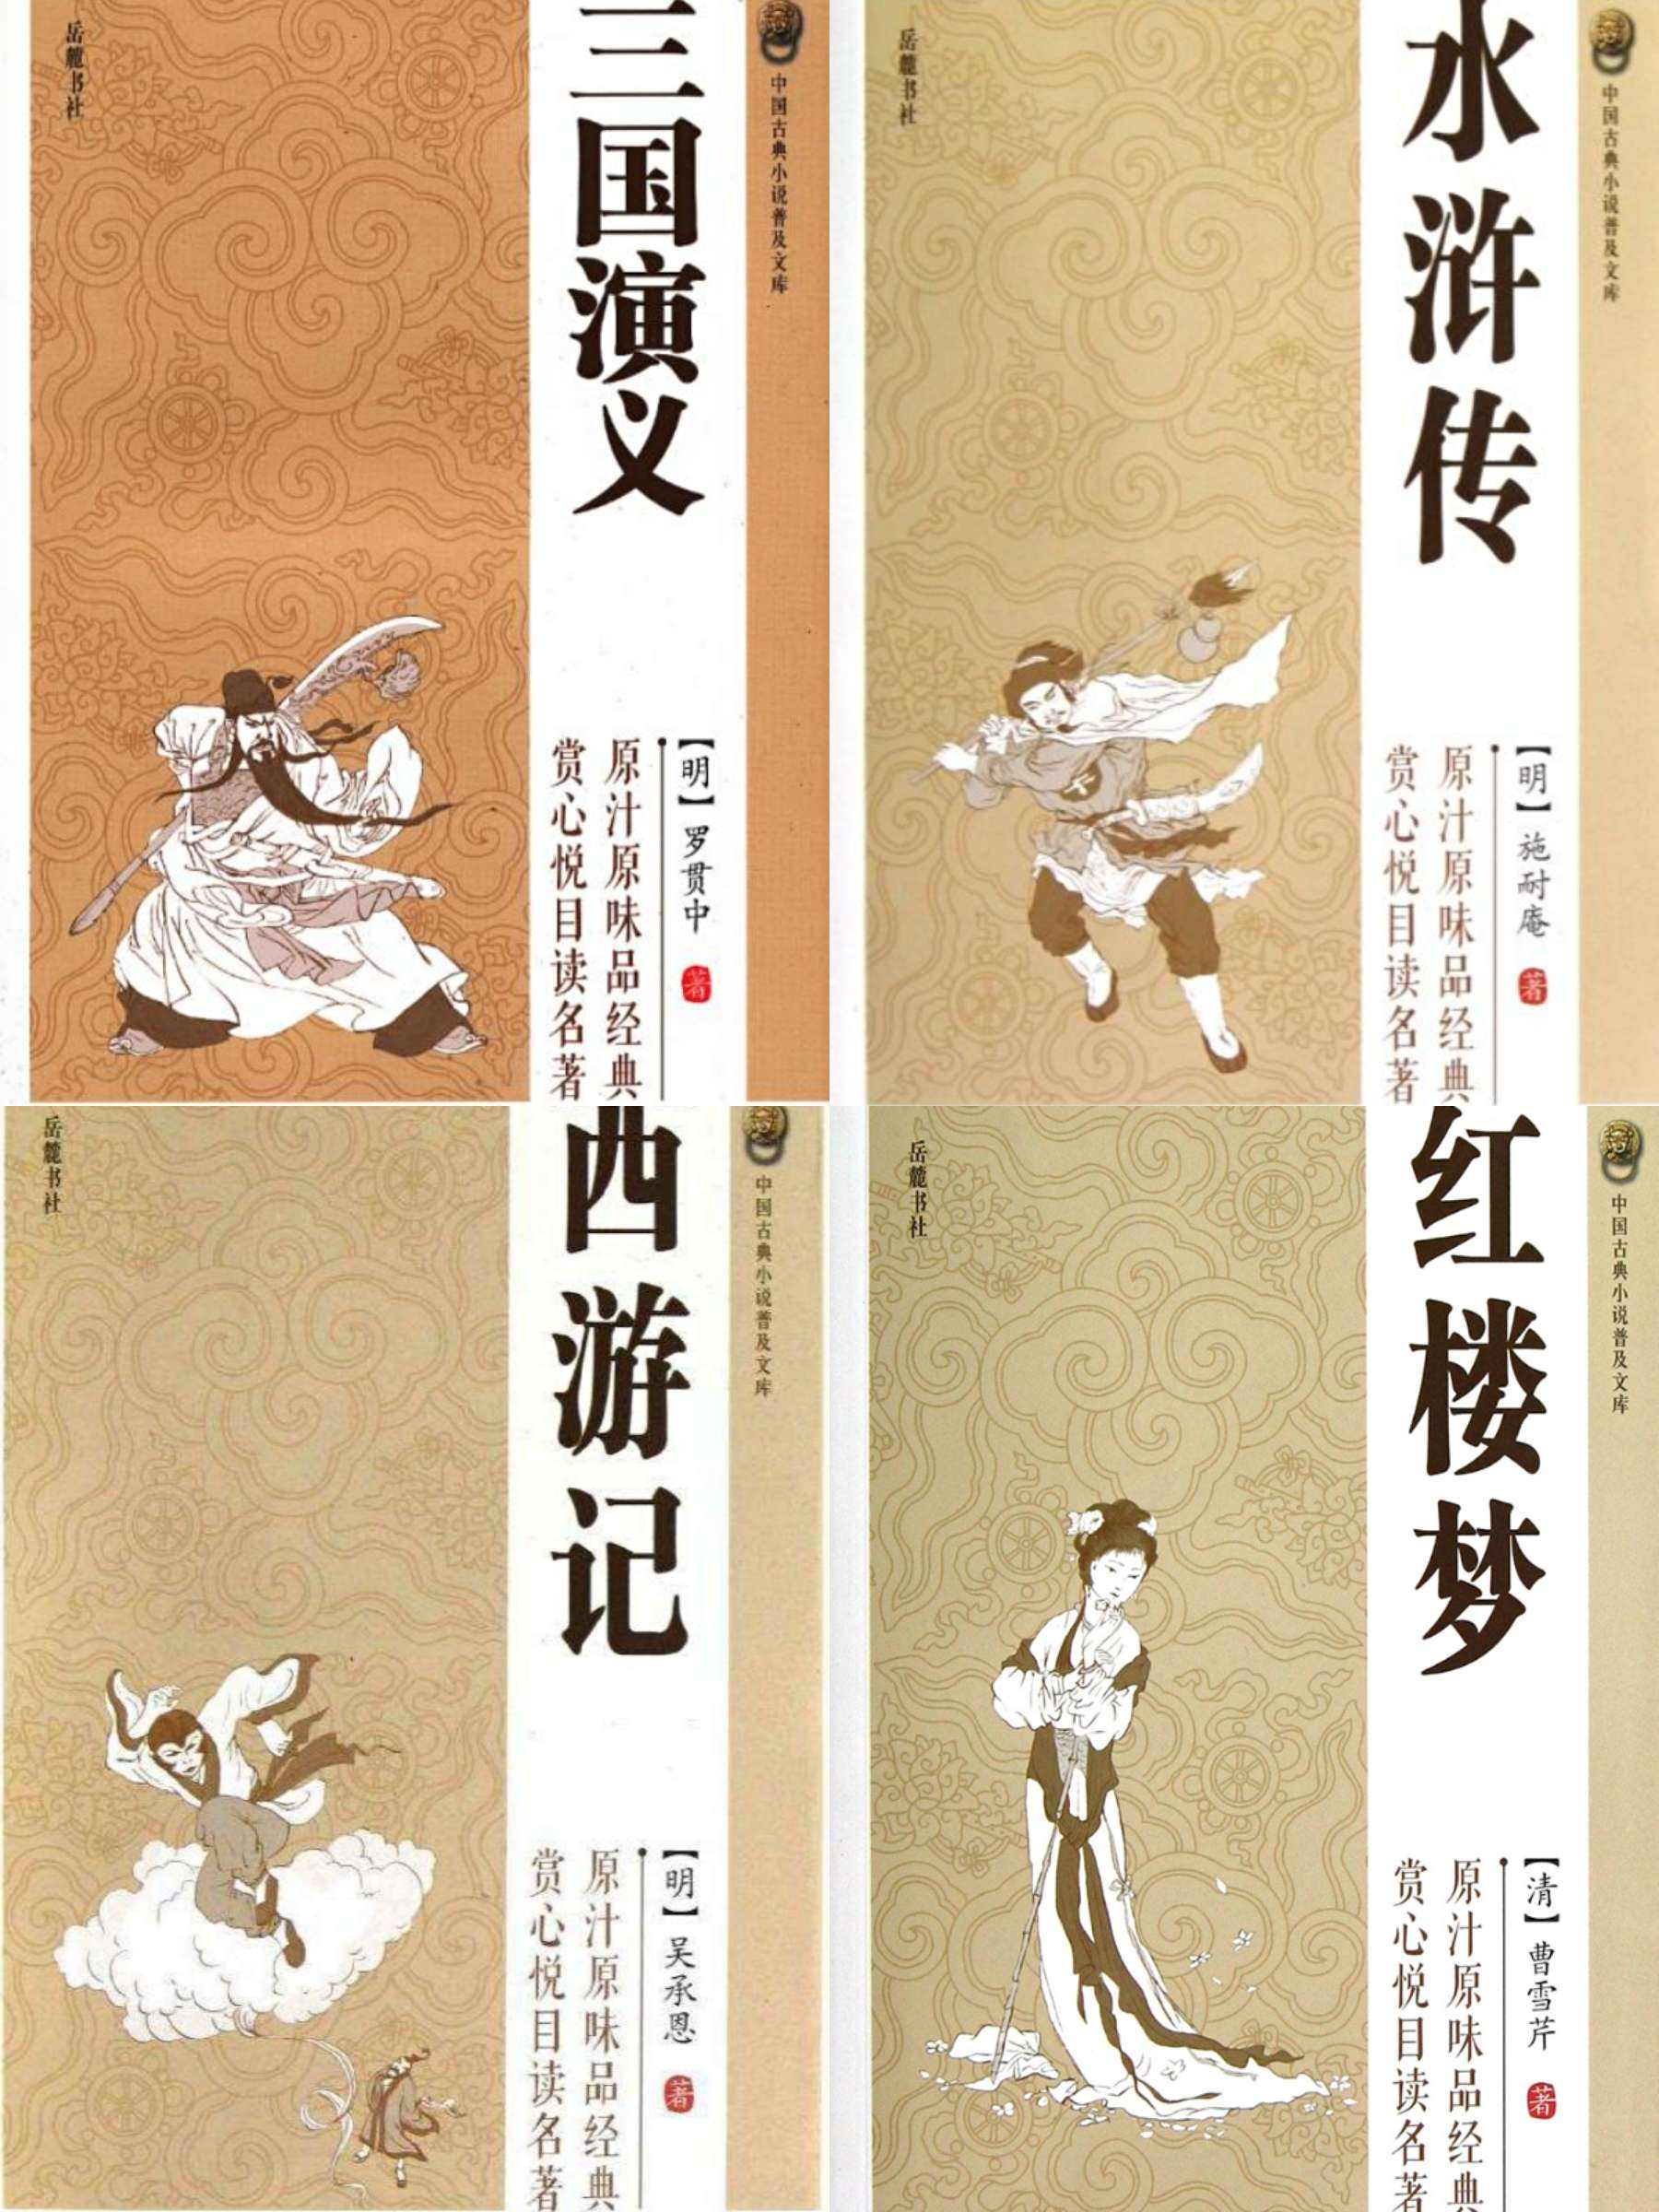 三国演义
中国古典小说普及文库
岳麓书社
【明】罗贯中 著
原汁原味品经典
赏心悦目读名著
水浒传
中国古典小说普及文库
岳麓书社
【明】施耐庵 著
原汁原味品经典
赏心悦目读名著
西游记
中国古典小说普及文库
岳麓书社
【明】吴承恩 著
原汁原味品经典
赏心悦目读名著
红楼梦
中国古典小说普及文库
岳麓书社
【清】曹雪芹 著
原汁原味品经典
赏心悦目读名著